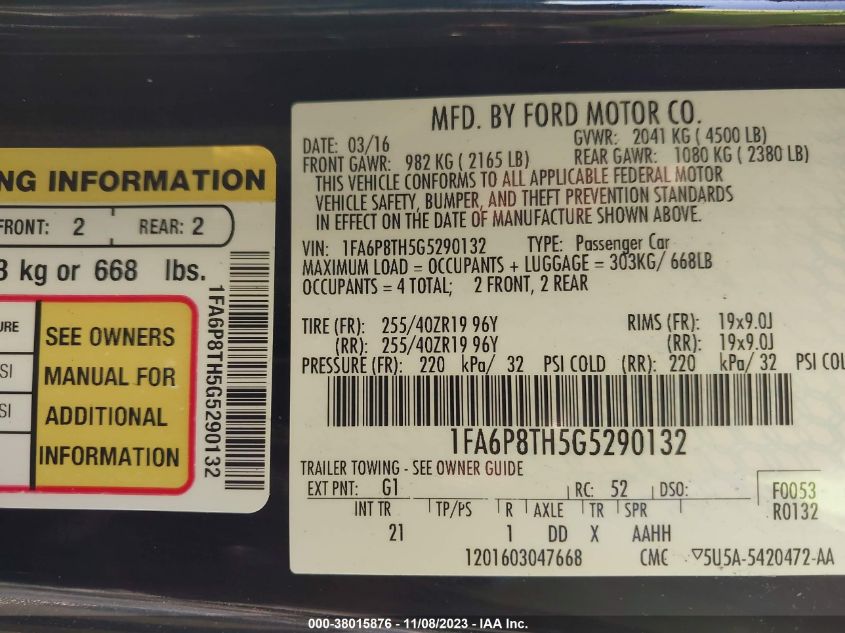 NG INFORMATION
FRONT: 2 REAR: 2
kg or 668 lbs.
SEE OWNERS
MANUAL FOR
ADDITIONAL
INFORMATION
1FA6P8TH5G5290132
MFD. BY FORD MOTOR CO.
DATE: 03/16 GVWR: 2041 KG ( 4500 LB)
FRONT GAWR: 982 KG ( 2165 LB) REAR GAWR: 1080 KG ( 2380 LB)
THIS VEHICLE CONFORMS TO ALL APPLICABLE FEDERAL MOTOR
VEHICLE SAFETY, BUMPER, AND THEFT PREVENTION STANDARDS
IN EFFECT ON THE DATE OF MANUFACTURE SHOWN ABOVE.
VIN: 1FA6P8TH5G5290132 TYPE: Passenger Car
MAXIMUM LOAD = OCCUPANTS + LUGGAGE = 303KG/ 668LB
OCCUPANTS = 4 TOTAL; 2 FRONT, 2 REAR
TIRE (FR): 255/40ZR19 96Y RIMS (FR): 19x9.0J
(RR): 255/40ZR19 96Y (RR): 19x9.0J
PRESSURE (FR): 220 kPa/ 32 PSI COLD (RR): 220 kPa/ 32 PSI COL
1FA6P8TH5G5290132
TRAILER TOWING - SEE OWNER GUIDE
EXT PNT: G1 RC: 52 DSO: F0053
INT TR TP/PS R AXLE TR SPR R0132
21 1 DD X AAHH
1201603047668 CMC ▽5U5A-5420472-AA
000-38015876 - 11/08/2023 - IAA Inc.